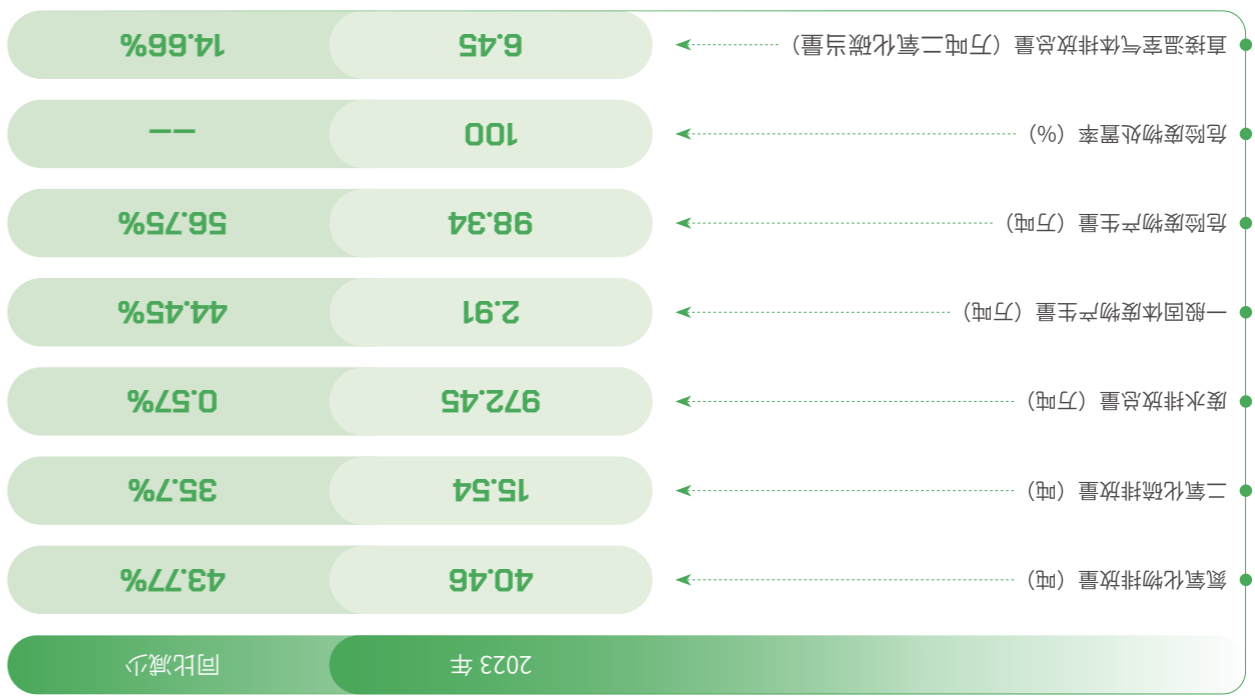 2023 年 同比减少
氮氧化物排放量（吨） 40.46 43.77%
二氧化硫排放量（吨） 15.54 35.7%
废水排放总量（万吨） 972.45 0.57%
一般固体废物产生量（万吨） 2.91 44.45%
危险废物产生量（万吨） 98.34 56.75%
危险废物处置率（%） 100 ——
直接温室气体排放总量（万吨二氧化碳当量） 6.45 14.66%